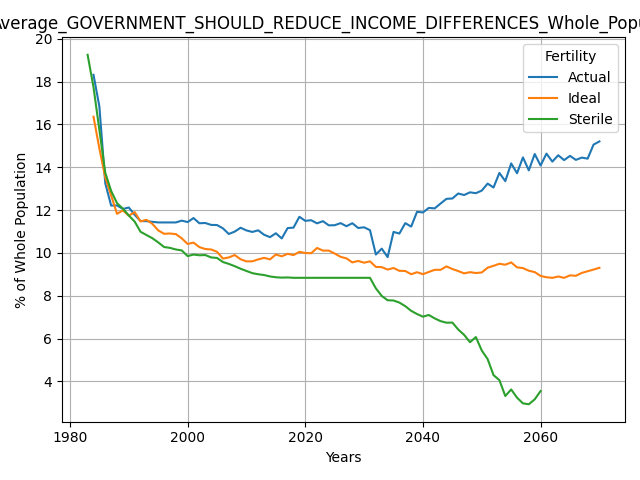 Average_GOVERNMENT_SHOULD_REDUCE_INCOME_DIFFERENCES_Whole_Popu
20
18
16
14
12
10
8
6
4
% of Whole Population
Fertility
Actual
Ideal
Sterile
1980
2000
2020
2040
2060
Years